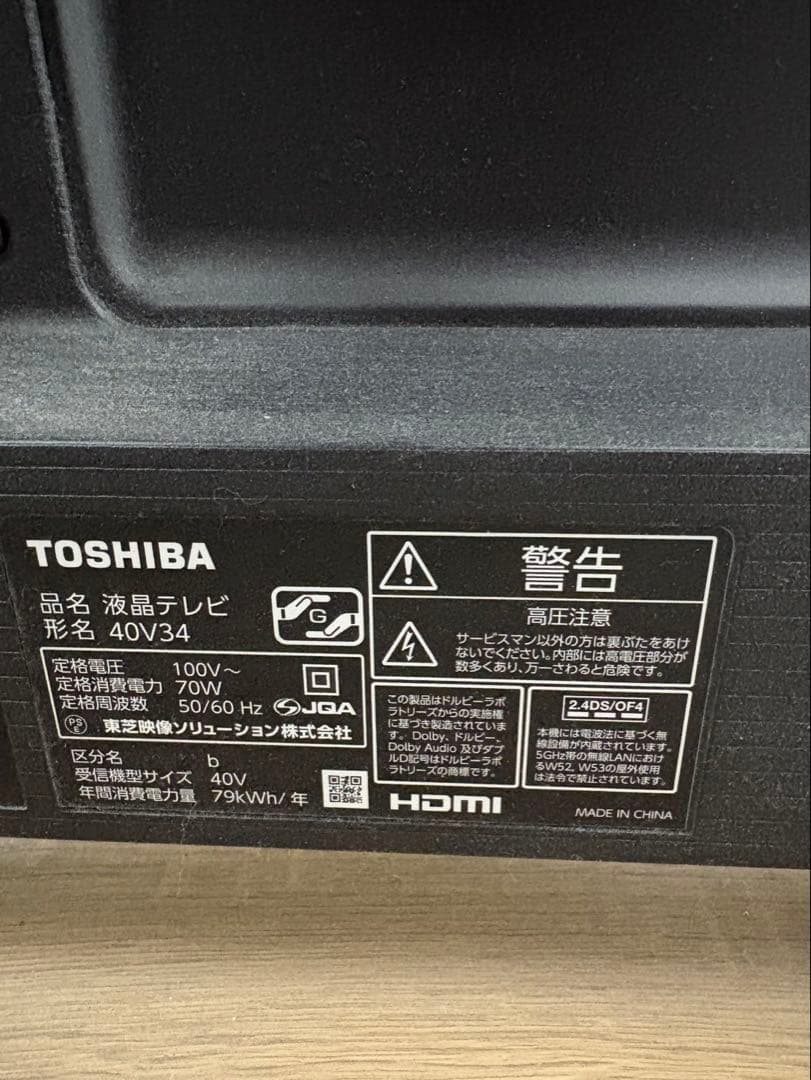 TOSHIBA
品名 液晶テレビ
形名 40V34
G
定格電圧 100V～
定格消費電力 70W
定格周波数 50/60 Hz
JQA
PS
E
東芝映像ソリューション株式会社
区分名 b
受信機型サイズ 40V
年間消費電力量 79kWh/年
警告
高圧注意
サービスマン以外の方は裏ぶたをあけ
ないでください。内部には高電圧部分が
数多くあり、万一さわると危険です。
この製品はドルビーラボ
ラトリーズからの実施権
に基づき製造されていま
す。Dolby、ドルビー、
Dolby Audio 及びダブ
ルD記号はドルビーラボ
ラトリーズの商標です。
2.4DS/OF4
本機には電波法に基づく無
線設備が内蔵されています。
5GHz帯の無線LANにおけ
るW52, W53の屋外使用
は法令で禁止されています。
HDMI
MADE IN CHINA